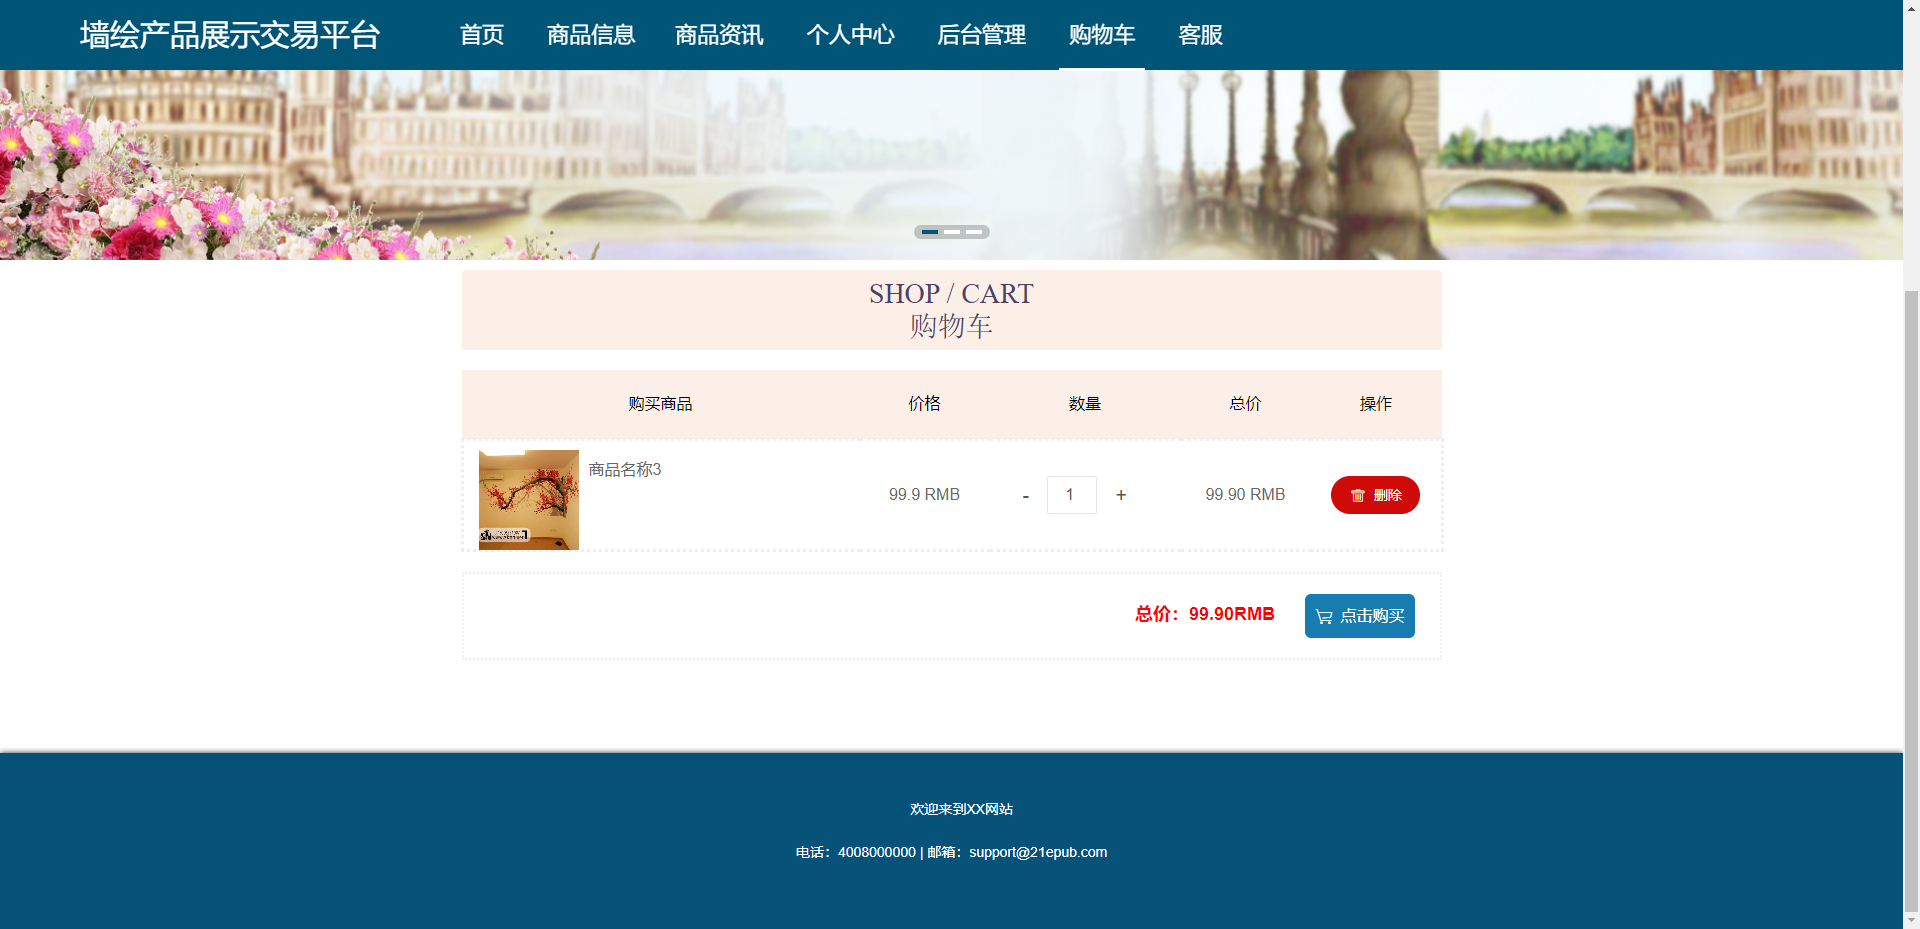 墙绘产品展示交易平台 首页 商品信息 商品资讯 个人中心 后台管理 购物车 客服
SHOP / CART
购物车
购买商品 价格 数量 总价 操作
商品名称3
99.9 RMB - 1 + 99.90 RMB 删除
总价：99.90RMB 点击购买
欢迎来到XX网站
电话：4008000000 | 邮箱：support@21epub.com